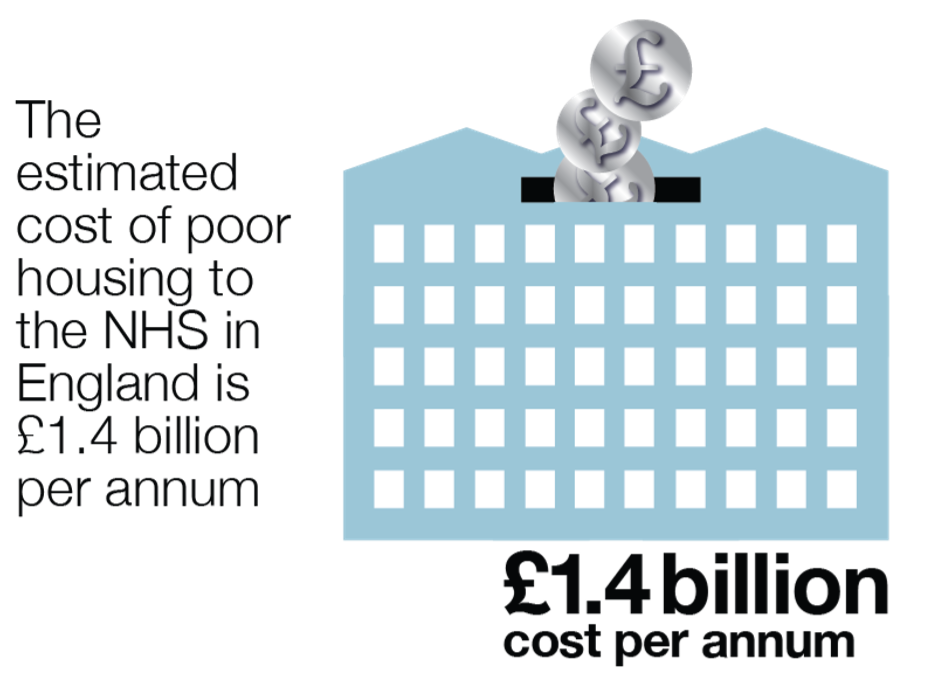 The
estimated
cost of poor
housing to
the NHS in
England is
£1.4 billion
per annum
£
£
£
£1.4 billion
cost per annum